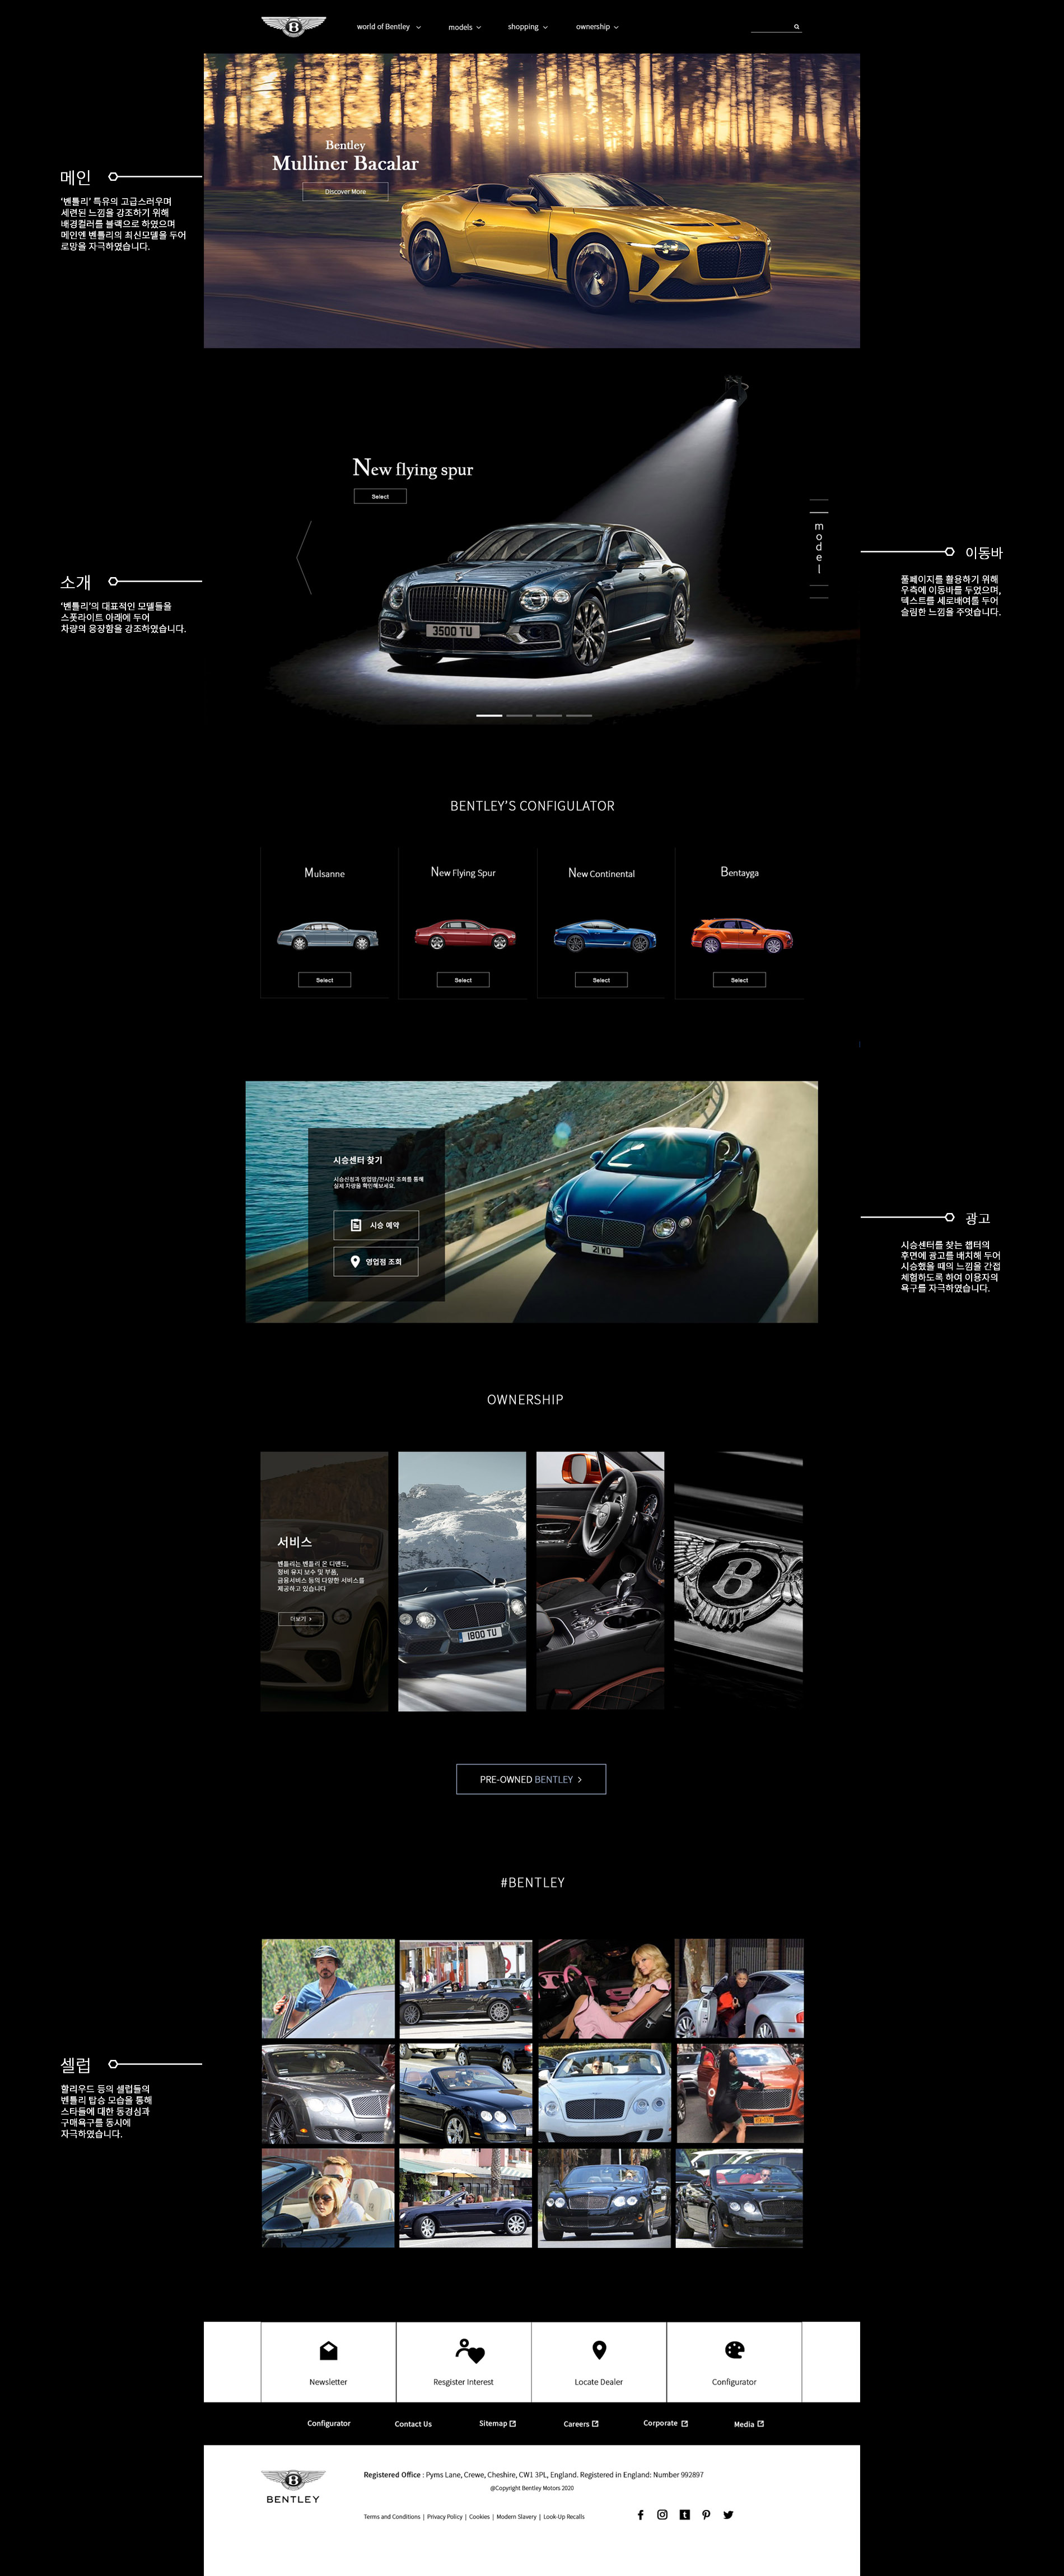 world of Bentley
models
shopping
ownership
Bentley
Mulliner Bacalar
Discover More
메인
‘벤틀리’ 특유의 고급스러우며
세련된 느낌을 강조하기 위해
배경컬러를 블랙으로 하였으며
메인엔 벤틀리의 최신모델을 두어
로망을 자극하였습니다.
New flying spur
Select
3500 TU
model
소개
‘벤틀리’의 대표적인 모델들을
스폿라이트 아래에 두어
차량의 웅장함을 강조하였습니다.
이동바
풀페이지를 활용하기 위해
우측에 이동바를 두었으며,
텍스트를 세로배여를 두어
슬림한 느낌을 주엇습니다.
BENTLEY’S CONFIGULATOR
Mulsanne
New Flying Spur
New Continental
Bentayga
Select
Select
Select
Select
시승센터 찾기
시승신청과 영업망/전시차 조회를 통해
실제 차량을 확인해보세요.
시승 예약
영업점 조회
21 WO
광고
시승센터를 찾는 챕터의
후면에 광고를 배치해 두어
시승했을 때의 느낌을 간접
체험하도록 하여 이용자의
욕구를 자극하였습니다.
OWNERSHIP
서비스
벤틀리는 벤틀리 온 디맨드,
정비 유지 보수 및 부품,
금융서비스 등의 다양한 서비스를
제공하고 있습니다
더보기 >
1800 TU
B
PRE-OWNED BENTLEY >
#BENTLEY
셀럽
할리우드 등의 셀럽들의
벤틀리 탑승 모습을 통해
스타들에 대한 동경심과
구매욕구를 동시에
자극하였습니다.
Newsletter
Resgister Interest
Locate Dealer
Configurator
Configurator
Contact Us
Sitemap
Careers
Corporate
Media
BENTLEY
Registered Office : Pyms Lane, Crewe, Cheshire, CW1 3PL, England. Registered in England: Number 992897
@Copyright Bentley Motors 2020
Terms and Conditions | Privacy Policy | Cookies | Modern Slavery | Look-Up Recalls